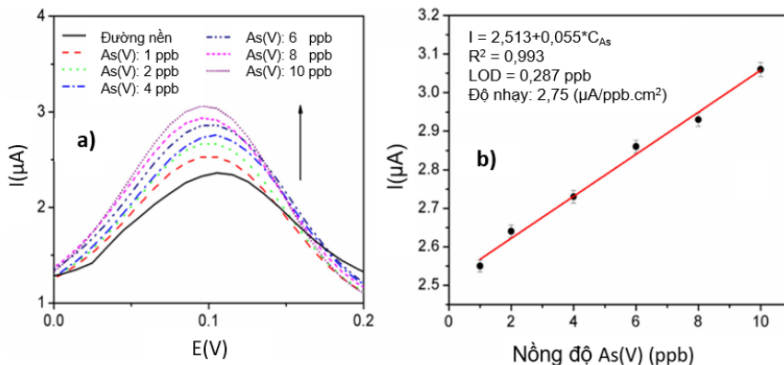 Đường nền
As(V): 1 ppb
As(V): 2 ppb
As(V): 4 ppb
As(V): 6 ppb
As(V): 8 ppb
As(V): 10 ppb
a)
I(µA)
4
3
2
1
0.0
0.1
0.2
E(V)
I = 2,513+0,055*C_As
R² = 0,993
LOD = 0,287 ppb
Độ nhạy: 2,75 (µA/ppb.cm²)
b)
I(µA)
3.2
3.1
3.0
2.9
2.8
2.7
2.6
2.5
0
2
4
6
8
10
Nồng độ As(V) (ppb)